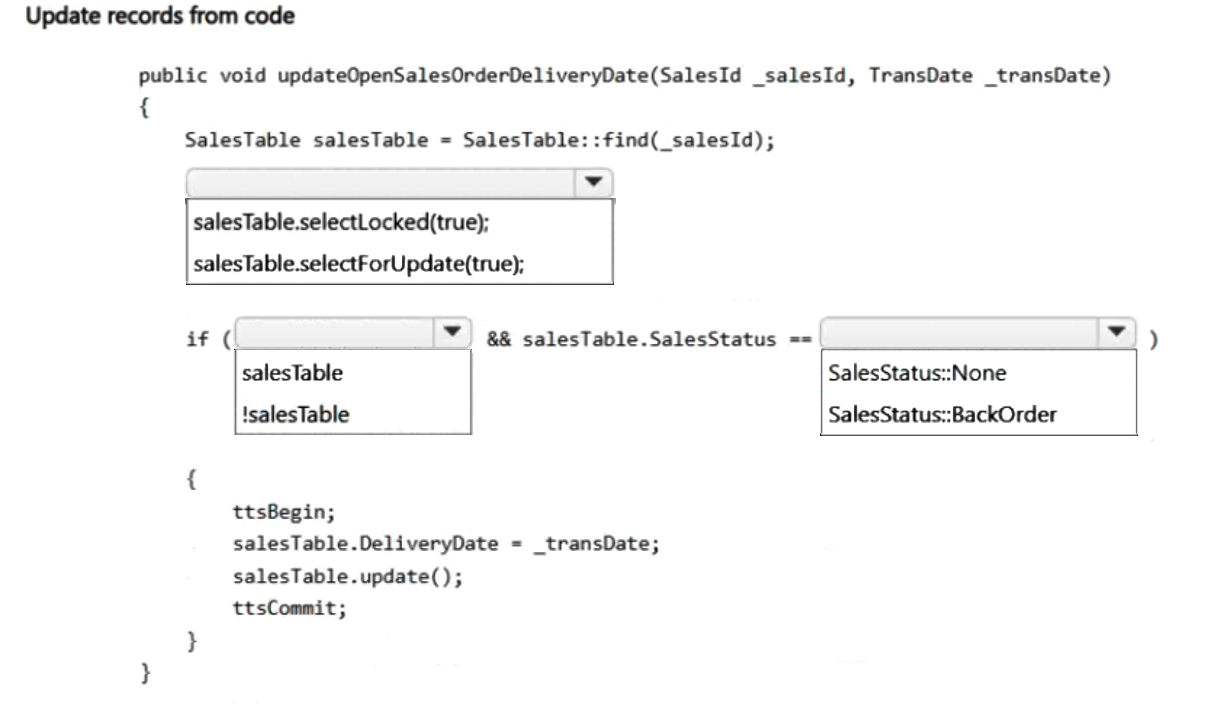 Update records from code
public void updateOpenSalesOrderDeliveryDate(SalesId _salesId, TransDate _transDate)
{
SalesTable salesTable = SalesTable::find(_salesId);
salesTable.selectLocked(true);
salesTable.selectForUpdate(true);
if ( && salesTable.SalesStatus == )
salesTable SalesStatus::None
!salesTable SalesStatus::BackOrder
{
ttsBegin;
salesTable.DeliveryDate = _transDate;
salesTable.update();
ttsCommit;
}
}